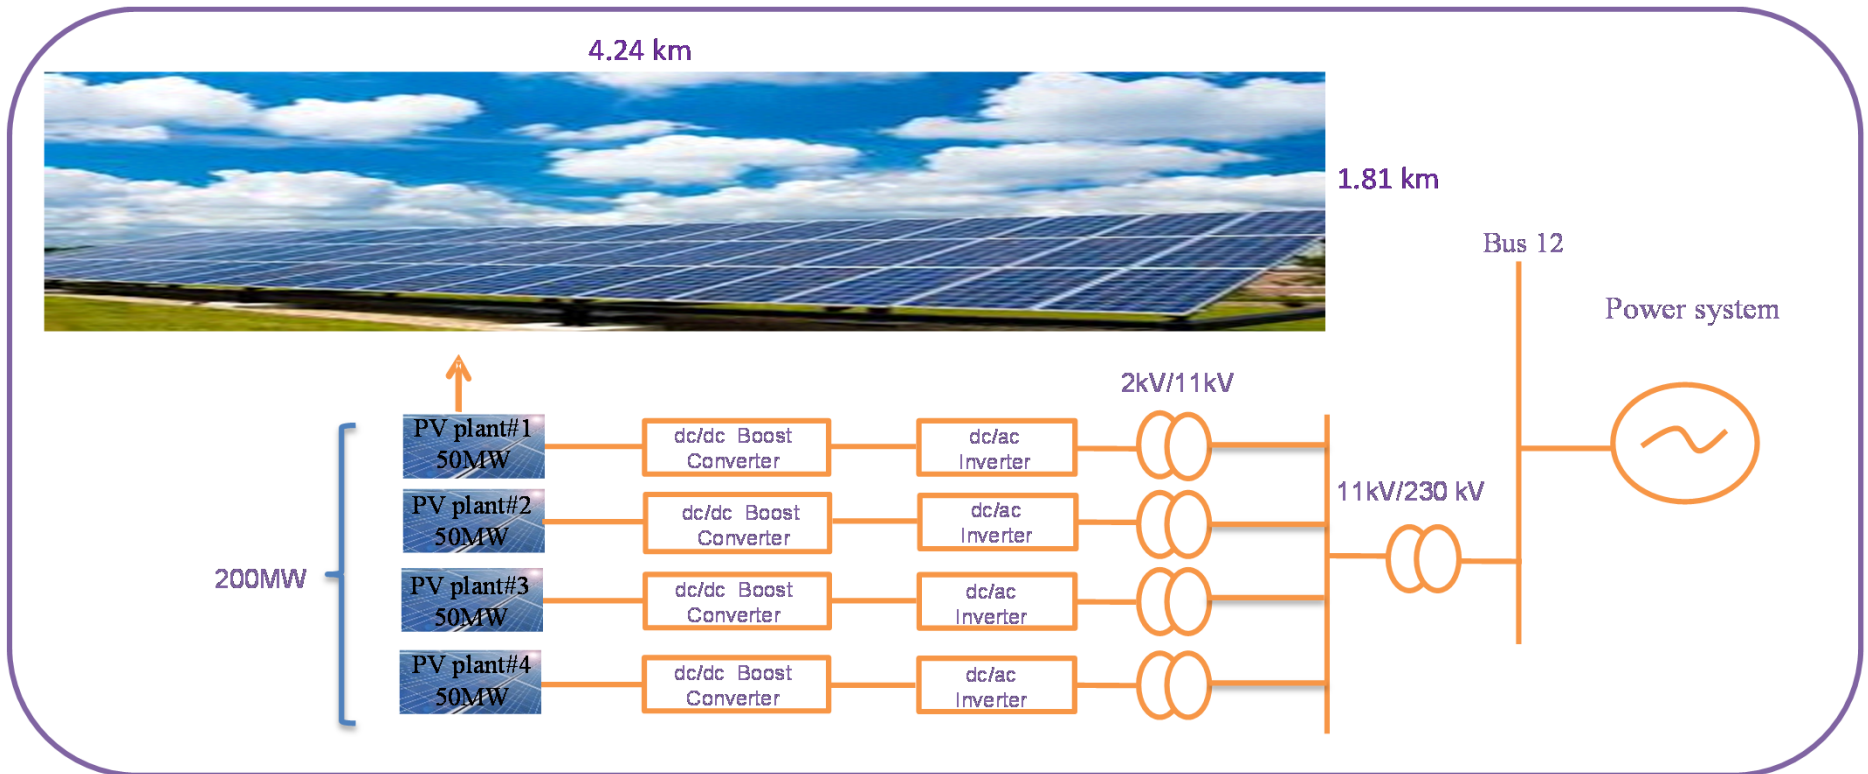 4.24 km
1.81 km
Bus 12
Power system
2kV/11kV
PV plant#1
50MW
dc/dc Boost
Converter
dc/ac
Inverter
11kV/230 kV
PV plant#2
50MW
dc/dc Boost
Converter
dc/ac
Inverter
200MW
PV plant#3
50MW
dc/dc Boost
Converter
dc/ac
Inverter
PV plant#4
50MW
dc/dc Boost
Converter
dc/ac
Inverter